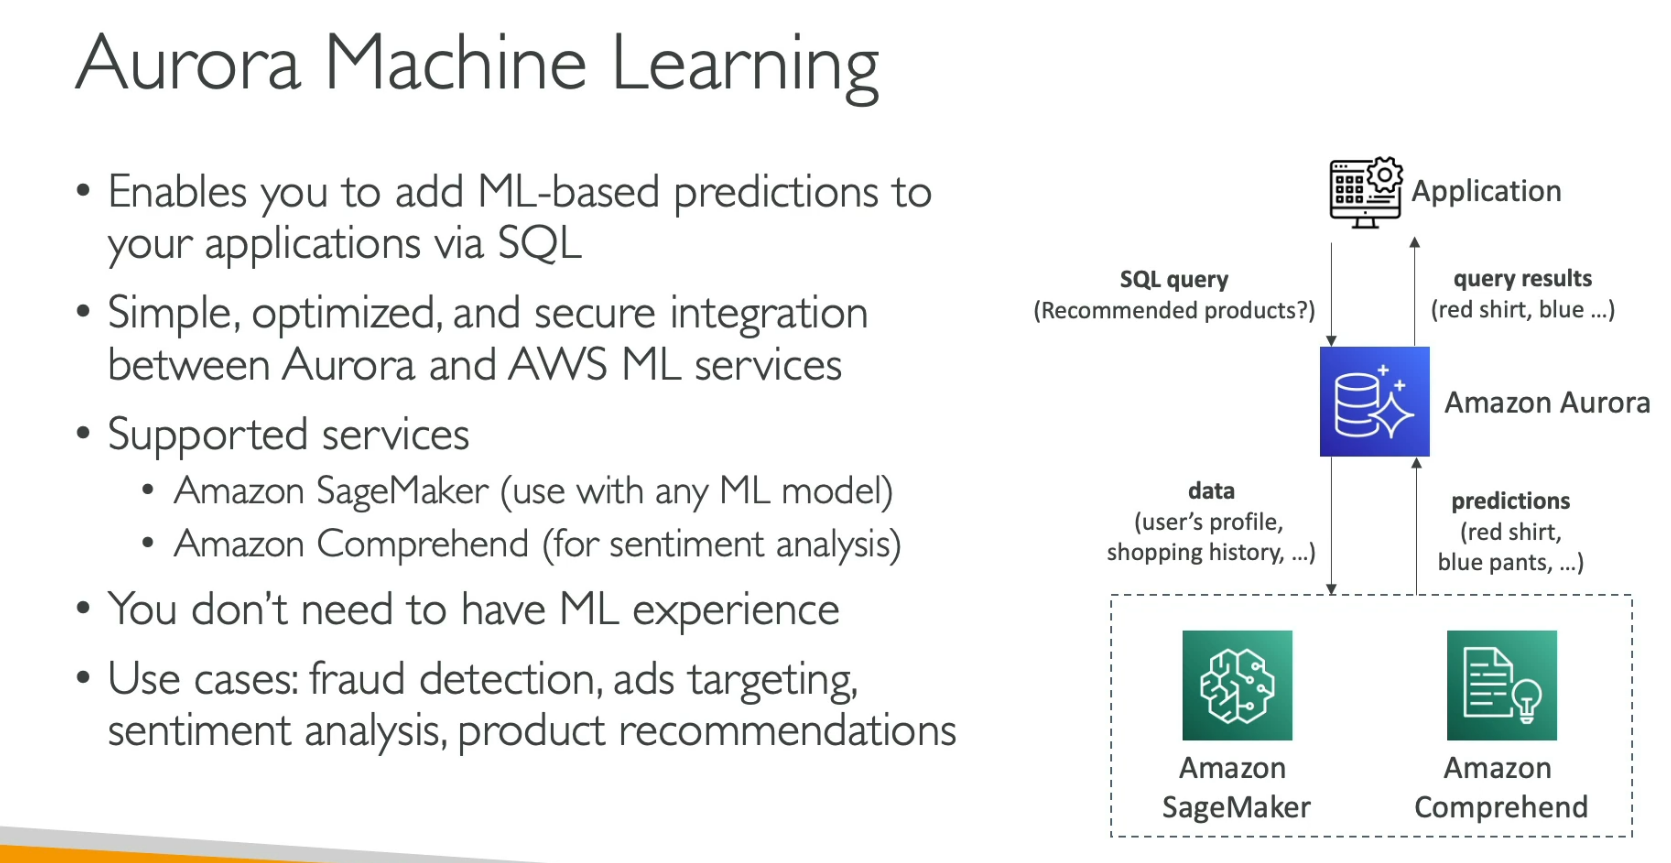 Aurora Machine Learning
• Enables you to add ML-based predictions to
your applications via SQL
• Simple, optimized, and secure integration
between Aurora and AWS ML services
• Supported services
• Amazon SageMaker (use with any ML model)
• Amazon Comprehend (for sentiment analysis)
• You don't need to have ML experience
• Use cases: fraud detection, ads targeting,
sentiment analysis, product recommendations
Application
SQL query
(Recommended products?)
query results
(red shirt, blue ...)
Amazon Aurora
data
(user's profile,
shopping history, ...)
predictions
(red shirt,
blue pants, ...)
Amazon
SageMaker
Amazon
Comprehend